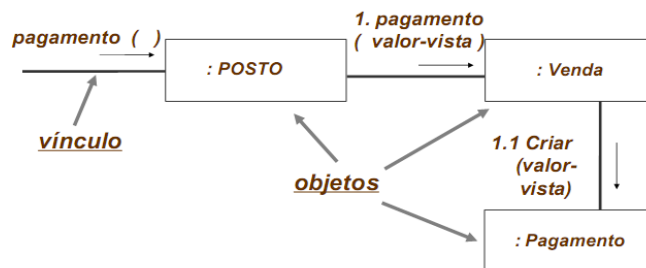 pagamento ( )
1. pagamento
( valor-vista )
: POSTO
: Venda
vínculo
objetos
1.1 Criar
(valor-
vista)
: Pagamento